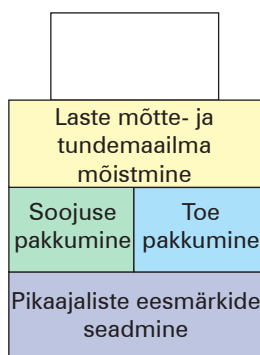 Laste mõtte- ja
tundemaailma
mõistmine
Soojuse
pakkumine
Toe
pakkumine
Pikaajaliste eesmärkide
seadmine